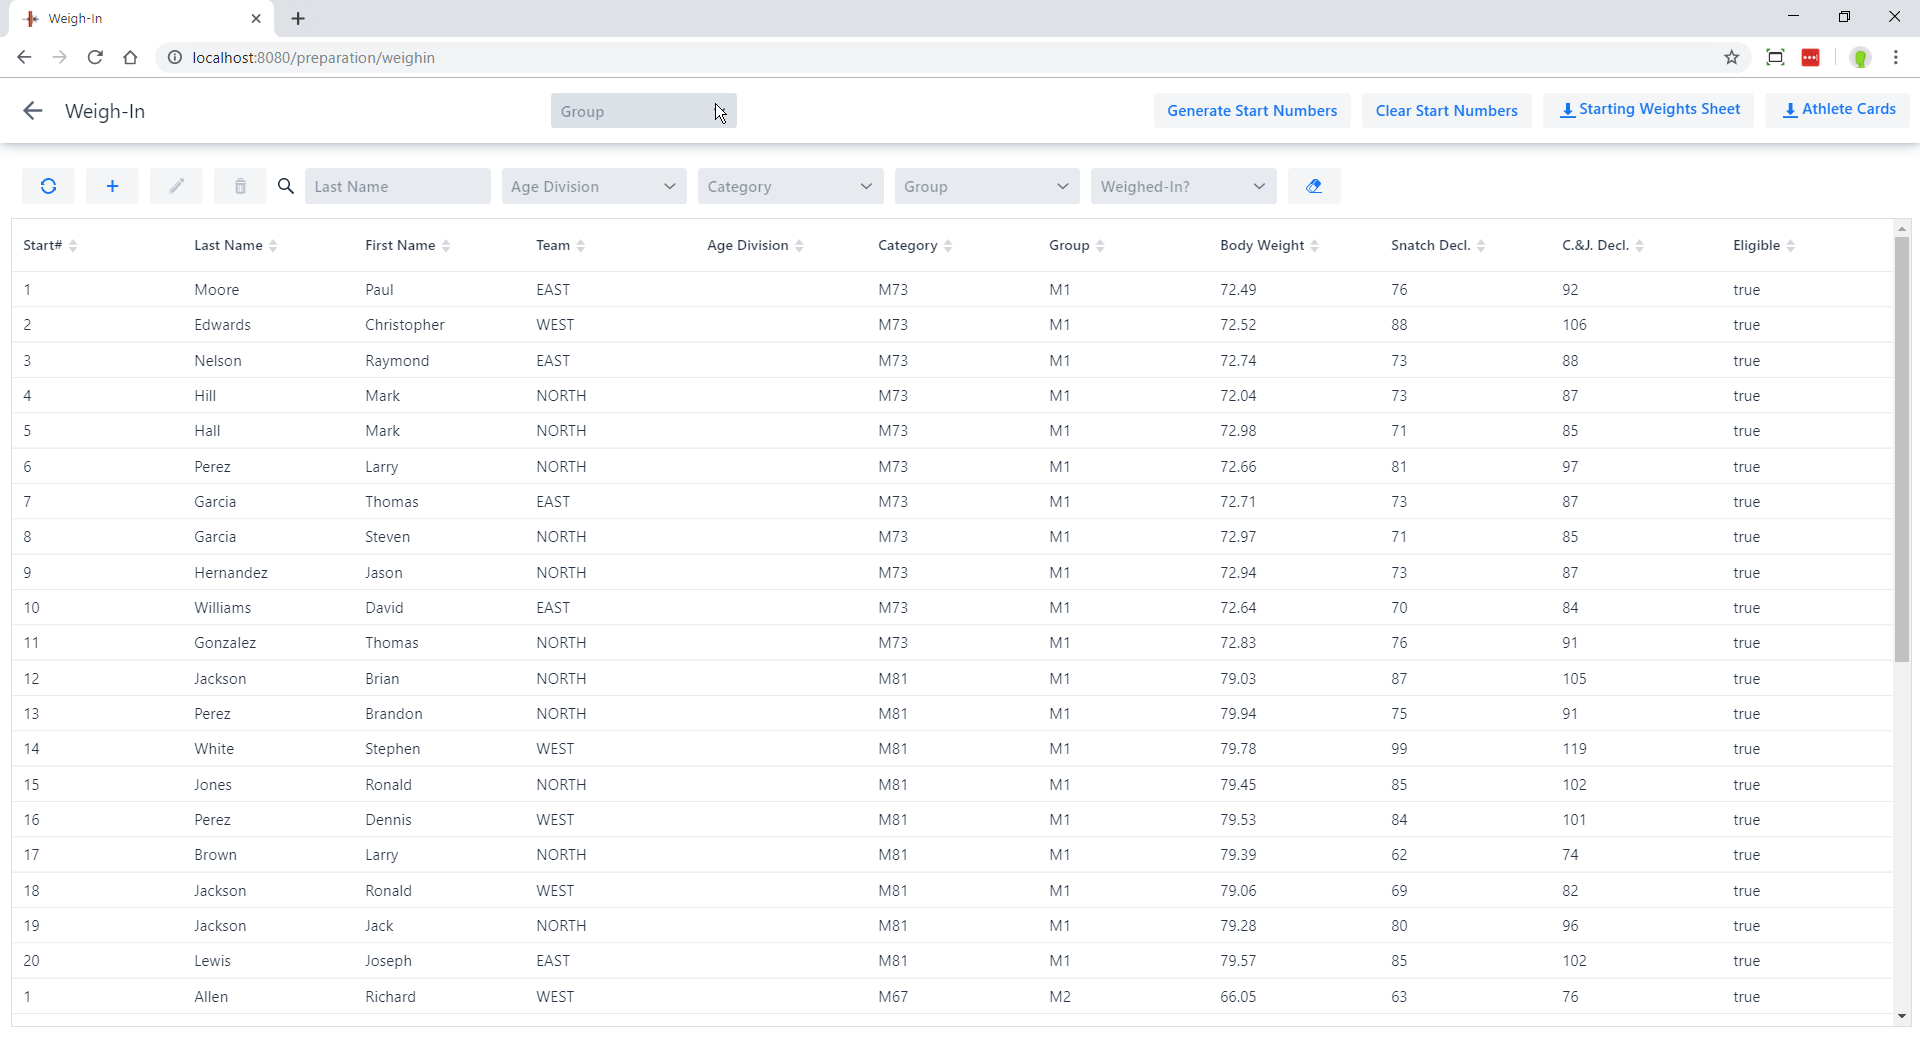 Weigh-In
localhost:8080/preparation/weighin
Weigh-In Group Generate Start Numbers Clear Start Numbers Starting Weights Sheet Athlete Cards
Last Name Age Division Category Group Weighed-In?
Start# Last Name First Name Team Age Division Category Group Body Weight Snatch Decl. C.&J. Decl. Eligible
1 Moore Paul EAST M73 M1 72.49 76 92 true
2 Edwards Christopher WEST M73 M1 72.52 88 106 true
3 Nelson Raymond EAST M73 M1 72.74 73 88 true
4 Hill Mark NORTH M73 M1 72.04 73 87 true
5 Hall Mark NORTH M73 M1 72.98 71 85 true
6 Perez Larry NORTH M73 M1 72.66 81 97 true
7 Garcia Thomas EAST M73 M1 72.71 73 87 true
8 Garcia Steven NORTH M73 M1 72.97 71 85 true
9 Hernandez Jason NORTH M73 M1 72.94 73 87 true
10 Williams David EAST M73 M1 72.64 70 84 true
11 Gonzalez Thomas NORTH M73 M1 72.83 76 91 true
12 Jackson Brian NORTH M81 M1 79.03 87 105 true
13 Perez Brandon NORTH M81 M1 79.94 75 91 true
14 White Stephen WEST M81 M1 79.78 99 119 true
15 Jones Ronald NORTH M81 M1 79.45 85 102 true
16 Perez Dennis WEST M81 M1 79.53 84 101 true
17 Brown Larry NORTH M81 M1 79.39 62 74 true
18 Jackson Ronald WEST M81 M1 79.06 69 82 true
19 Jackson Jack NORTH M81 M1 79.28 80 96 true
20 Lewis Joseph EAST M81 M1 79.57 85 102 true
1 Allen Richard WEST M67 M2 66.05 63 76 true